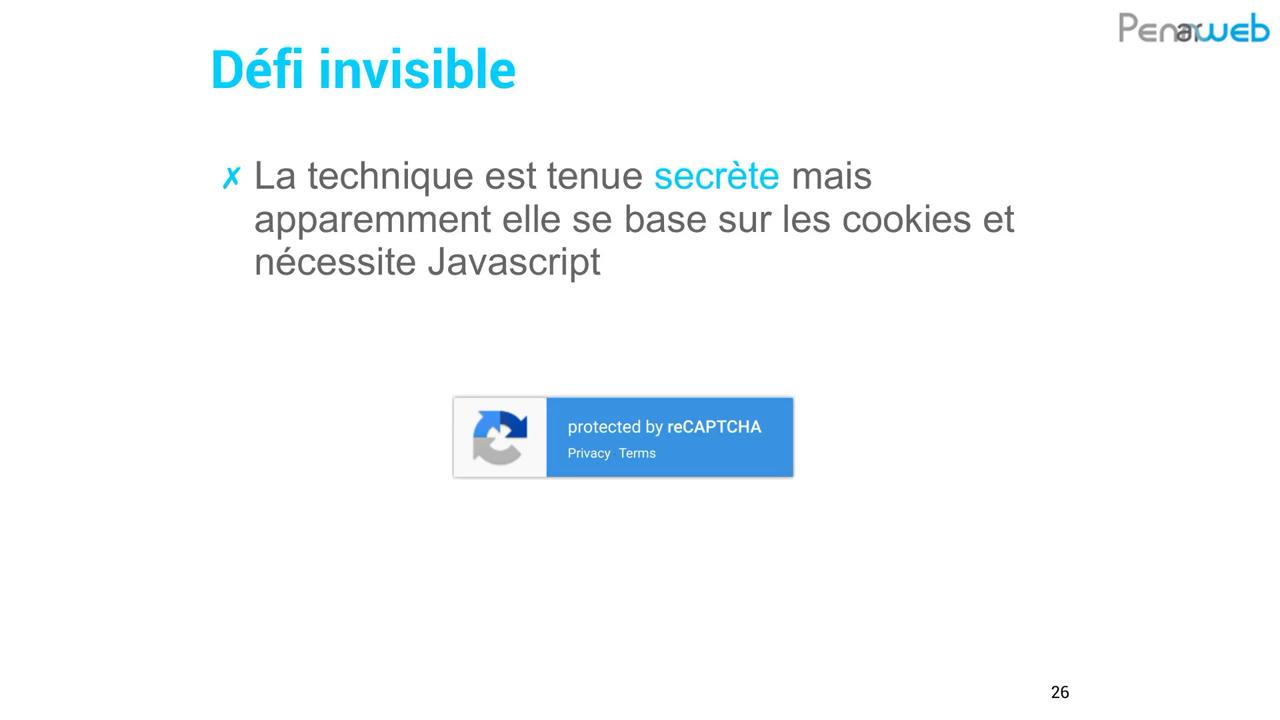 Penarweb
Défi invisible
✗ La technique est tenue secrète mais
apparemment elle se base sur les cookies et
nécessite Javascript
protected by reCAPTCHA
Privacy Terms
26